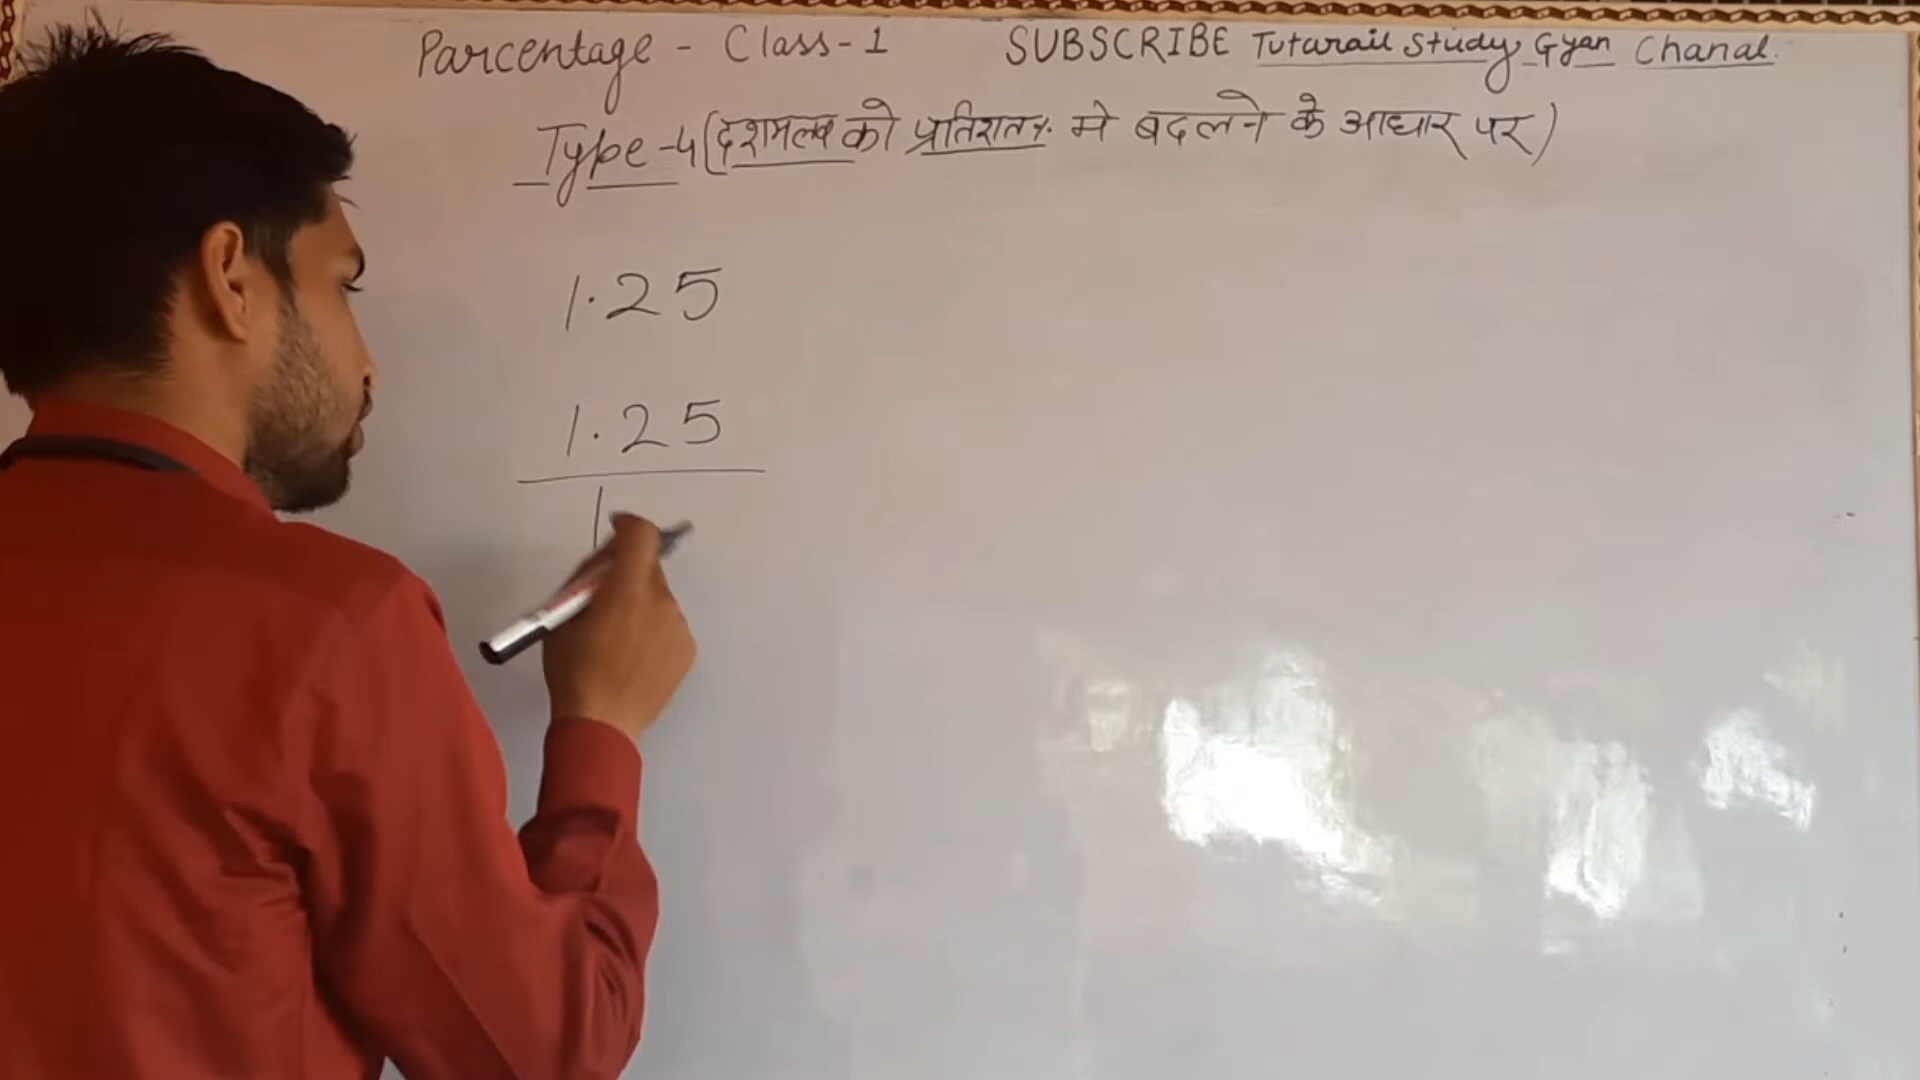 Parcentage - Class-1 SUBSCRIBE Tutarail Study Gyan Chanal.
Type-4 (दशमलव को प्रतिशत %. मे बदलने के आधार पर)
1.25
1.25
1